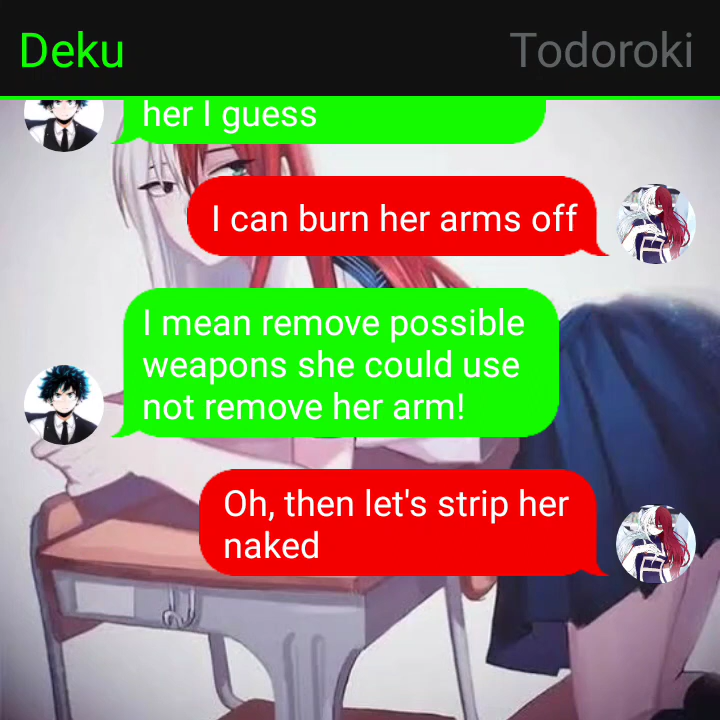 Deku
Todoroki
her I guess
I can burn her arms off
I mean remove possible
weapons she could use
not remove her arm!
Oh, then let's strip her
naked